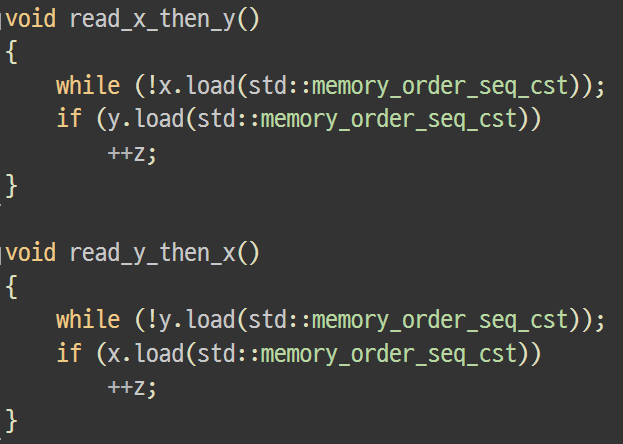 void read_x_then_y()
{
    while (!x.load(std::memory_order_seq_cst));
    if (y.load(std::memory_order_seq_cst))
        ++z;
}
void read_y_then_x()
{
    while (!y.load(std::memory_order_seq_cst));
    if (x.load(std::memory_order_seq_cst))
        ++z;
}